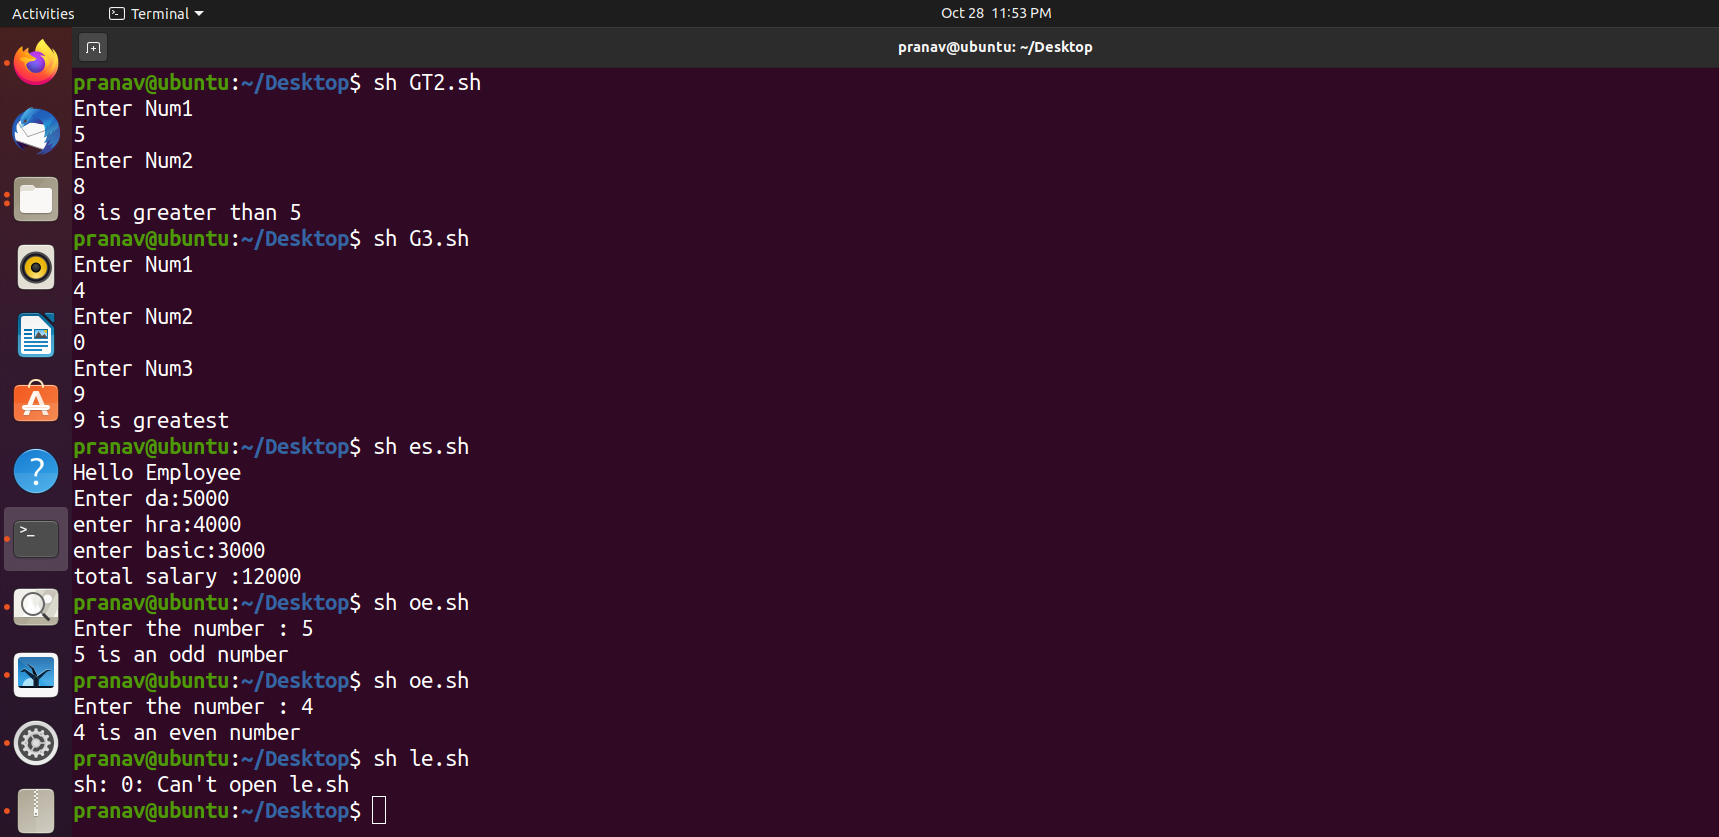 Activities Terminal Oct 28 11:53 PM
pranav@ubuntu: ~/Desktop
pranav@ubuntu:~/Desktop$ sh GT2.sh
Enter Num1
5
Enter Num2
8
8 is greater than 5
pranav@ubuntu:~/Desktop$ sh G3.sh
Enter Num1
4
Enter Num2
0
Enter Num3
9
9 is greatest
pranav@ubuntu:~/Desktop$ sh es.sh
Hello Employee
Enter da:5000
enter hra:4000
enter basic:3000
total salary :12000
pranav@ubuntu:~/Desktop$ sh oe.sh
Enter the number : 5
5 is an odd number
pranav@ubuntu:~/Desktop$ sh oe.sh
Enter the number : 4
4 is an even number
pranav@ubuntu:~/Desktop$ sh le.sh
sh: 0: Can't open le.sh
pranav@ubuntu:~/Desktop$